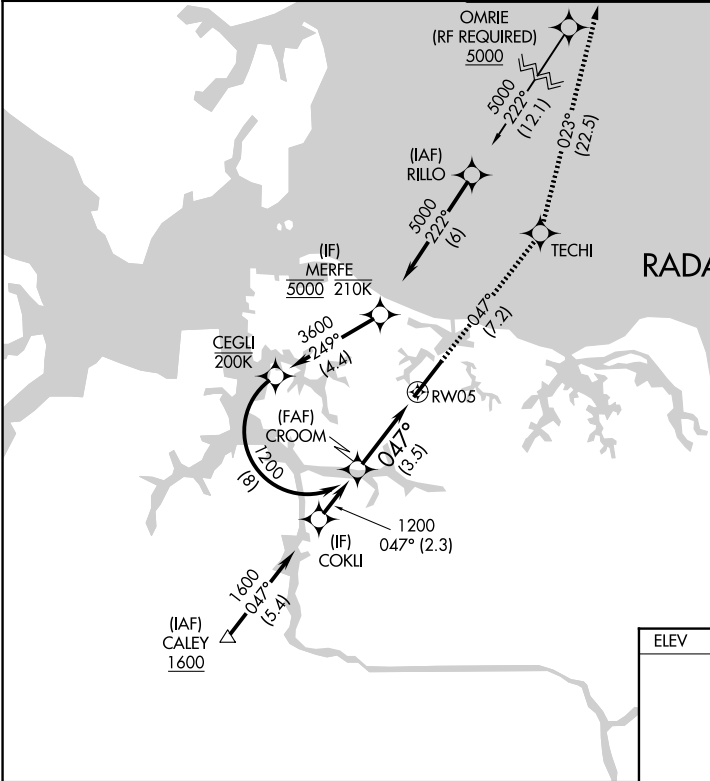 OMRIE
(RF REQUIRED)
5000
5000
222°
(12.1)
023°
(22.5)
(IAF)
RILLO
5000
222°
(6)
TECHI
RADA
(IF)
MERFE
5000 210K
047°
(7.2)
3600
249°
(4.4)
CEGLI
200K
RW05
(FAF)
CROOM
047°
(3.5)
1200
(8)
1200
047° (2.3)
(IF)
COKLI
1600
047°
(5.4)
(IAF)
CALEY
1600
ELEV